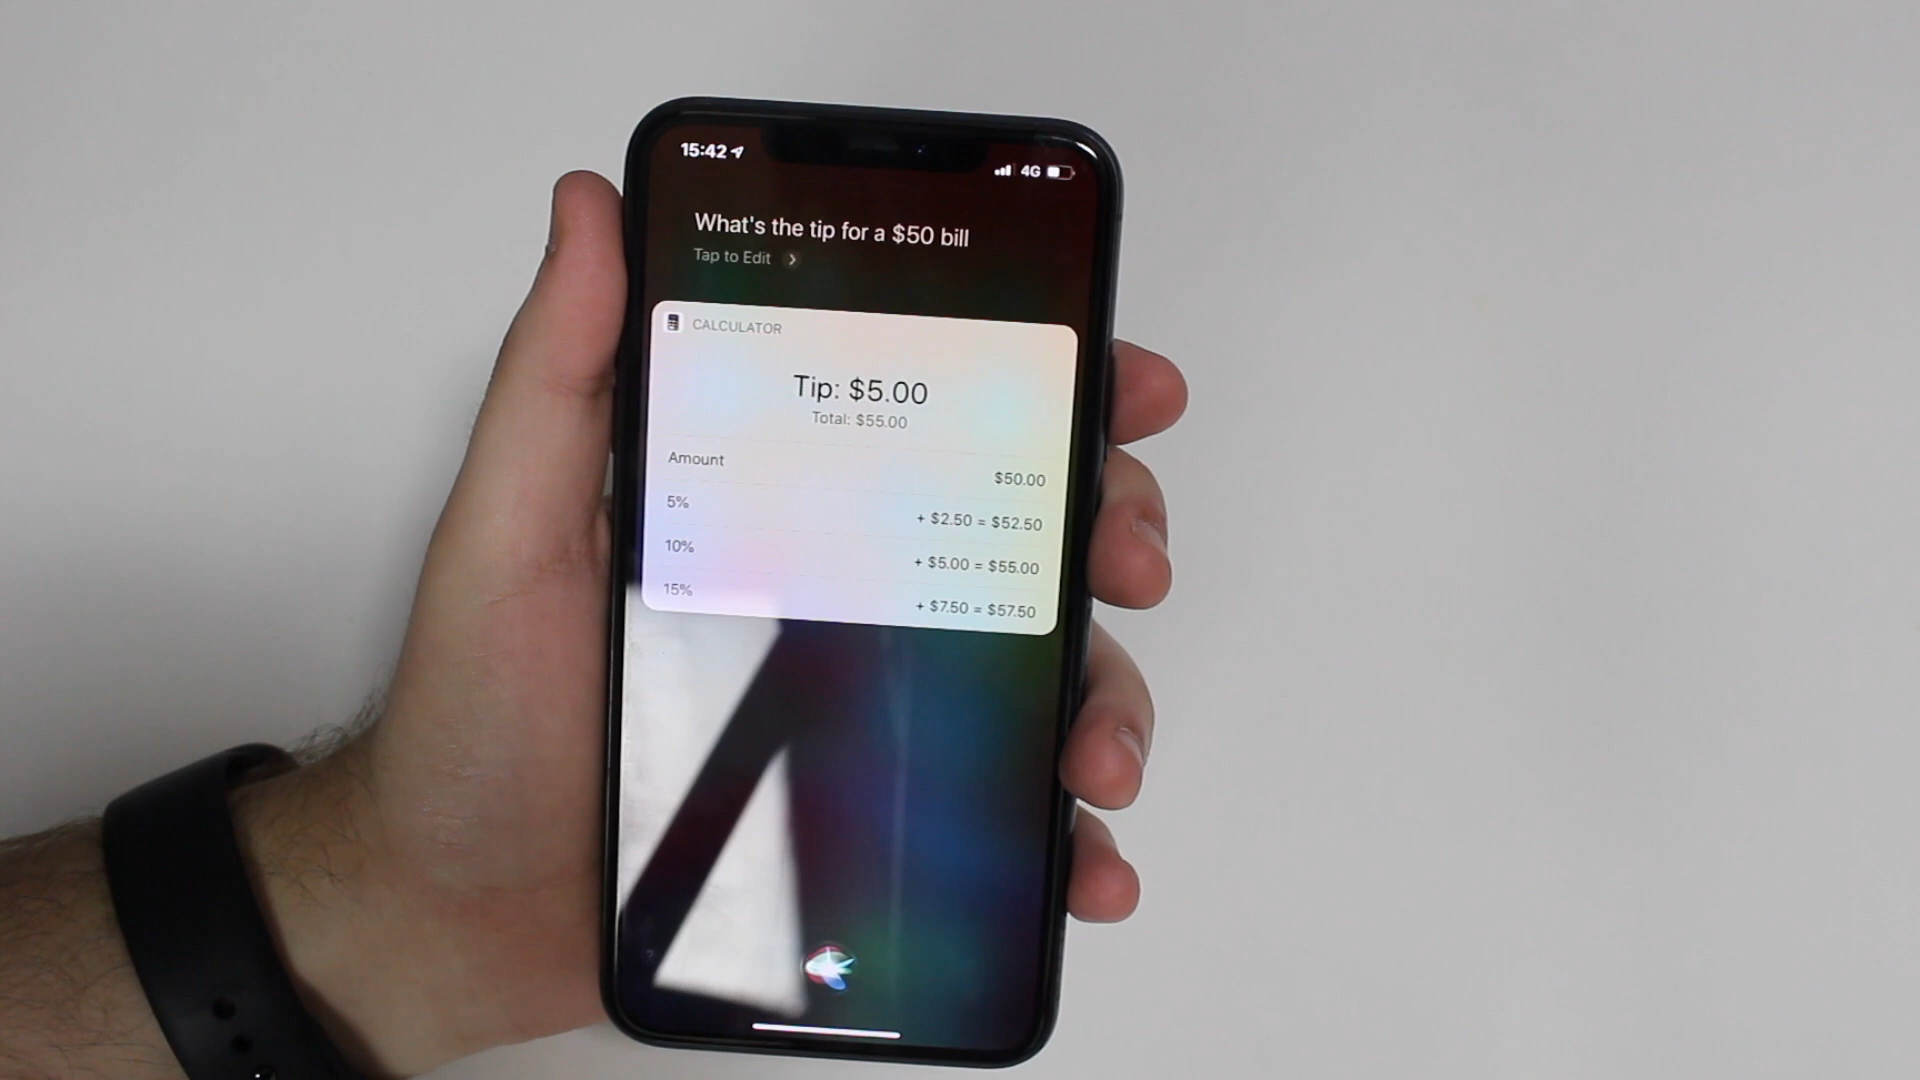 15:42
4G
What's the tip for a $50 bill
Tap to Edit
CALCULATOR
Tip: $5.00
Total: $55.00
Amount $50.00
5% + $2.50 = $52.50
10% + $5.00 = $55.00
15% + $7.50 = $57.50